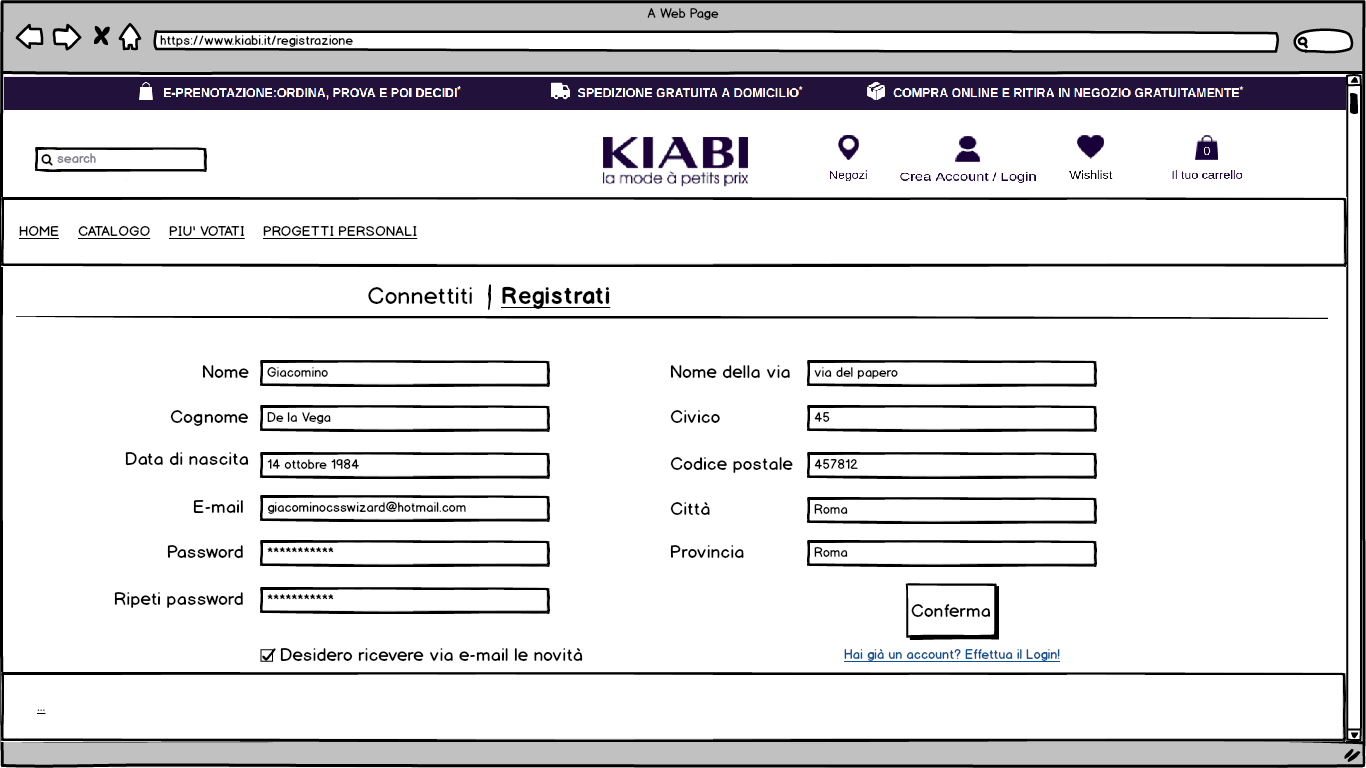 A Web Page
https://www.kiabi.it/registrazione
E-PRENOTAZIONE:ORDINA, PROVA E POI DECIDI* SPEDIZIONE GRATUITA A DOMICILIO* COMPRA ONLINE E RITIRA IN NEGOZIO GRATUITAMENTE*
search
KIABI
la mode à petits prix
Negozi Crea Account / Login Wishlist 0 Il tuo carrello
HOME CATALOGO PIU' VOTATI PROGETTI PERSONALI
Connettiti | Registrati
Nome Giacomino
Cognome De la Vega
Data di nascita 14 ottobre 1984
E-mail giacominocsswizard@hotmail.com
Password ***********
Ripeti password ***********
Desidero ricevere via e-mail le novità
Nome della via via del papero
Civico 45
Codice postale 457812
Città Roma
Provincia Roma
Conferma
Hai già un account? Effettua il Login!
...